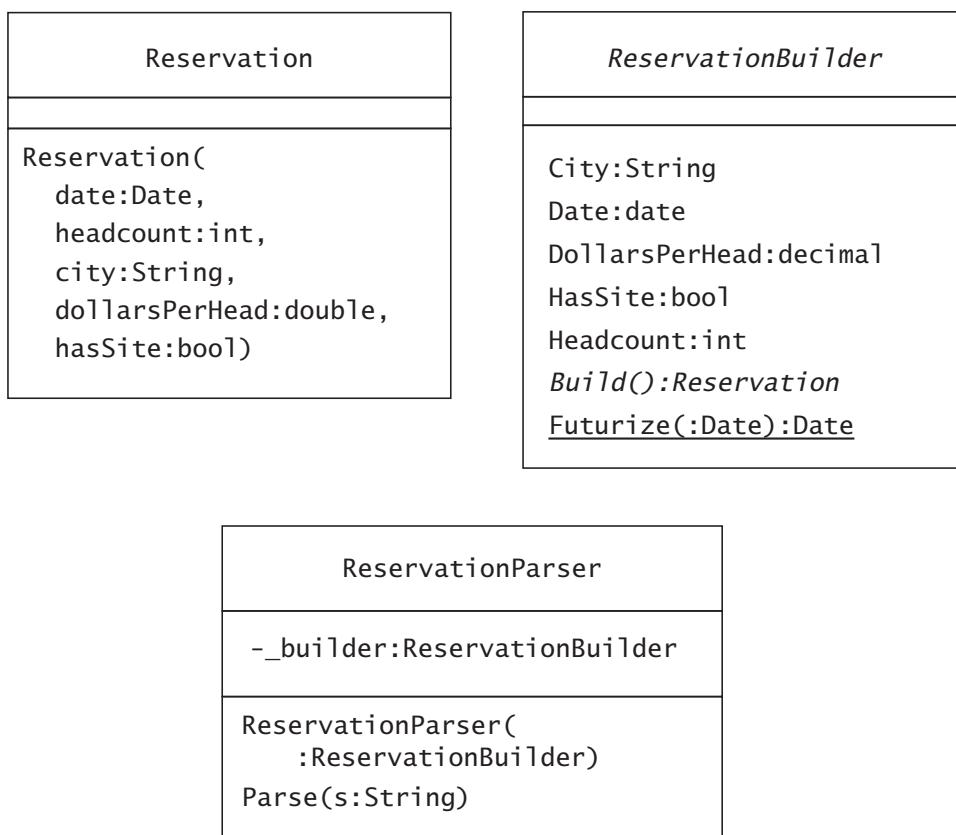 Reservation
Reservation(
date:Date,
headcount:int,
city:String,
dollarsPerHead:double,
hasSite:bool)
ReservationBuilder
City:String
Date:date
DollarsPerHead:decimal
HasSite:bool
Headcount:int
Build():Reservation
Futurize(:Date):Date
ReservationParser
-_builder:ReservationBuilder
ReservationParser(
:ReservationBuilder)
Parse(s:String)